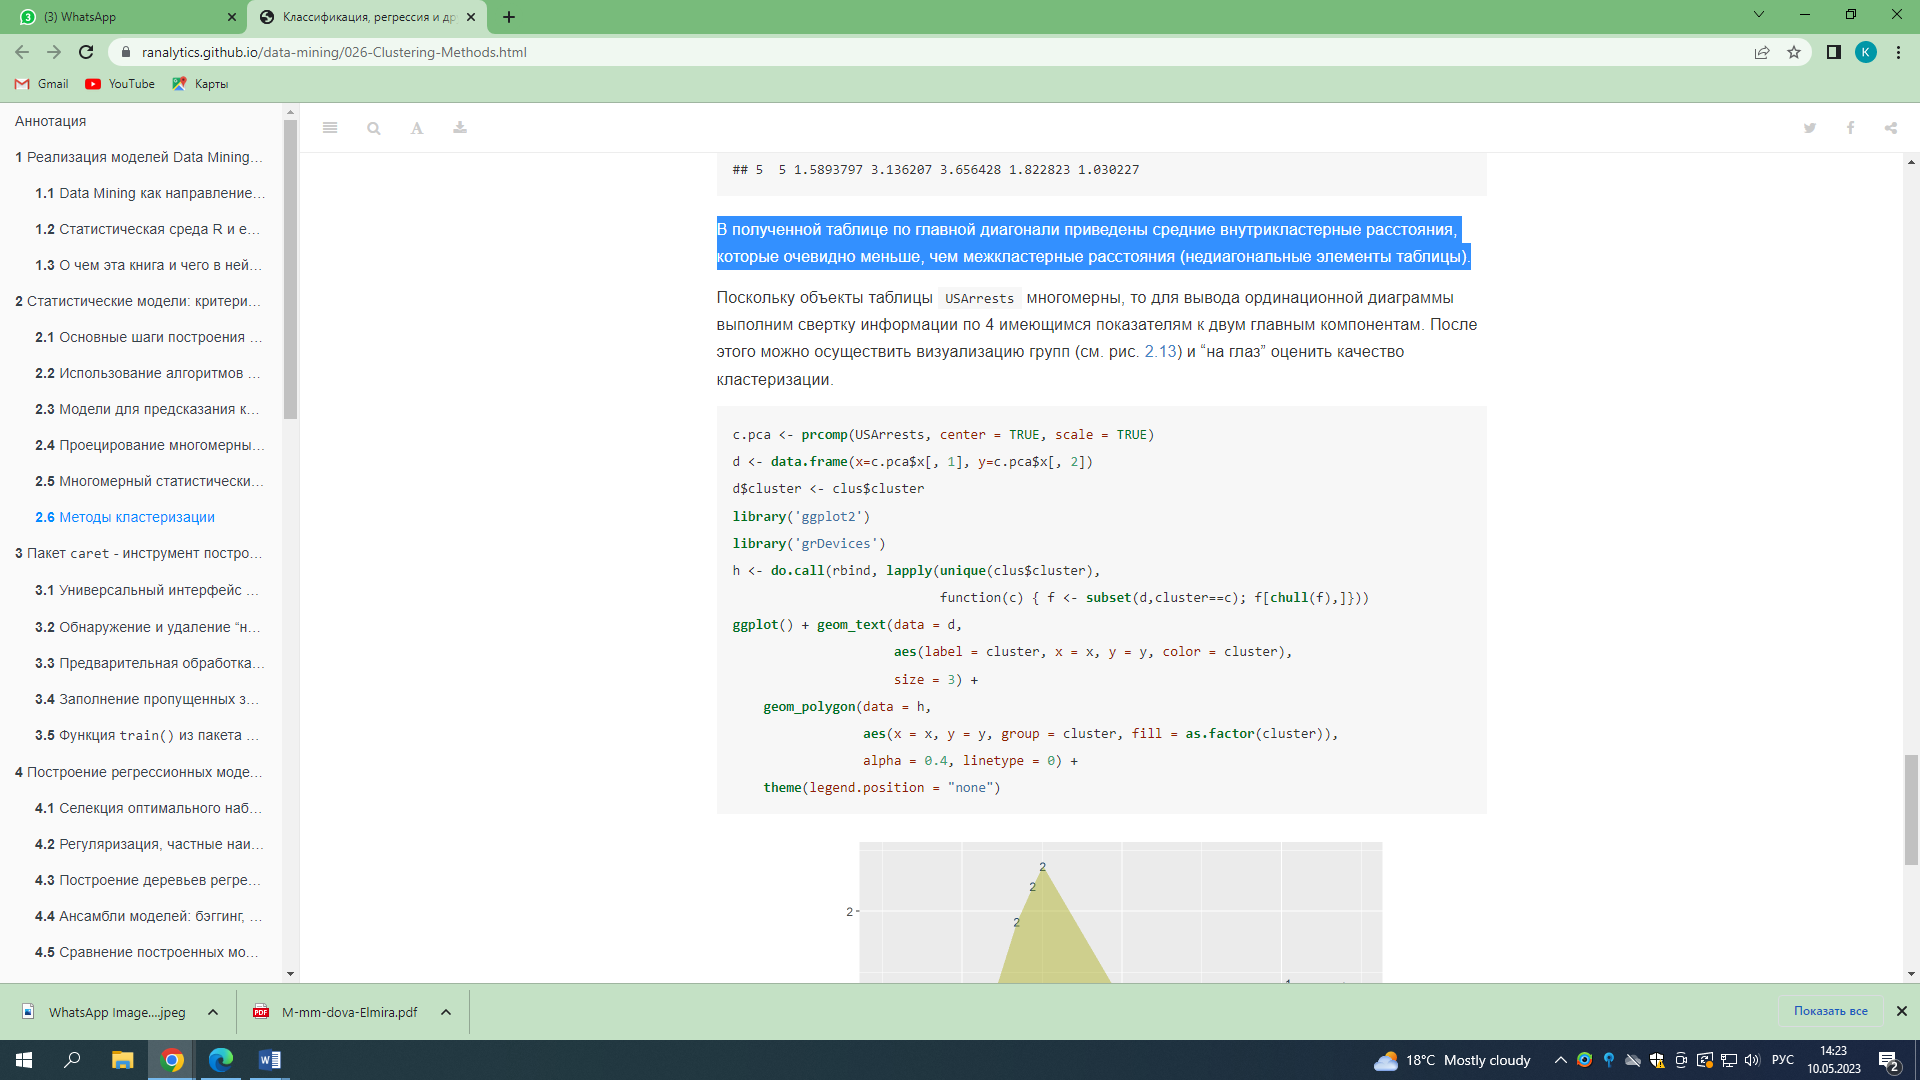 (3) WhatsApp
Классификация, регрессия и др
ranalytics.github.io/data-mining/026-Clustering-Methods.html
K
Gmail
YouTube
Карты
Аннотация
1 Реализация моделей Data Mining…
1.1 Data Mining как направление…
1.2 Статистическая среда R и е…
1.3 О чем эта книга и чего в ней…
2 Статистические модели: критери…
2.1 Основные шаги построения …
2.2 Использование алгоритмов …
2.3 Модели для предсказания к…
2.4 Проецирование многомерны…
2.5 Многомерный статистически…
2.6 Методы кластеризации
3 Пакет caret - инструмент постро…
3.1 Универсальный интерфейс …
3.2 Обнаружение и удаление “н…
3.3 Предварительная обработка…
3.4 Заполнение пропущенных з…
3.5 Функция train() из пакета …
4 Построение регрессионных моде…
4.1 Селекция оптимального наб…
4.2 Регуляризация, частные наи…
4.3 Построение деревьев регре…
4.4 Ансамбли моделей: бэггинг, …
4.5 Сравнение построенных мо…
A
## 5  5 1.5893797 3.136207 3.656428 1.822823 1.030227
В полученной таблице по главной диагонали приведены средние внутрикластерные расстояния,
которые очевидно меньше, чем межкластерные расстояния (недиагональные элементы таблицы).
Поскольку объекты таблицы USArrests многомерны, то для вывода ординационной диаграммы
выполним свертку информации по 4 имеющимся показателям к двум главным компонентам. После
этого можно осуществить визуализацию групп (см. рис. 2.13) и “на глаз” оценить качество
кластеризации.
c.pca <- prcomp(USArrests, center = TRUE, scale = TRUE)
d <- data.frame(x=c.pca$x[, 1], y=c.pca$x[, 2])
d$cluster <- clus$cluster
library('ggplot2')
library('grDevices')
h <- do.call(rbind, lapply(unique(clus$cluster),
function(c) { f <- subset(d,cluster==c); f[chull(f),]}))
ggplot() + geom_text(data = d,
aes(label = cluster, x = x, y = y, color = cluster),
size = 3) +
geom_polygon(data = h,
aes(x = x, y = y, group = cluster, fill = as.factor(cluster)),
alpha = 0.4, linetype = 0) +
theme(legend.position = "none")
2
2
2
2
WhatsApp Image....jpeg
PDF
M-mm-dova-Elmira.pdf
Показать все
18°C Mostly cloudy
РУС
14:23
10.05.2023
2